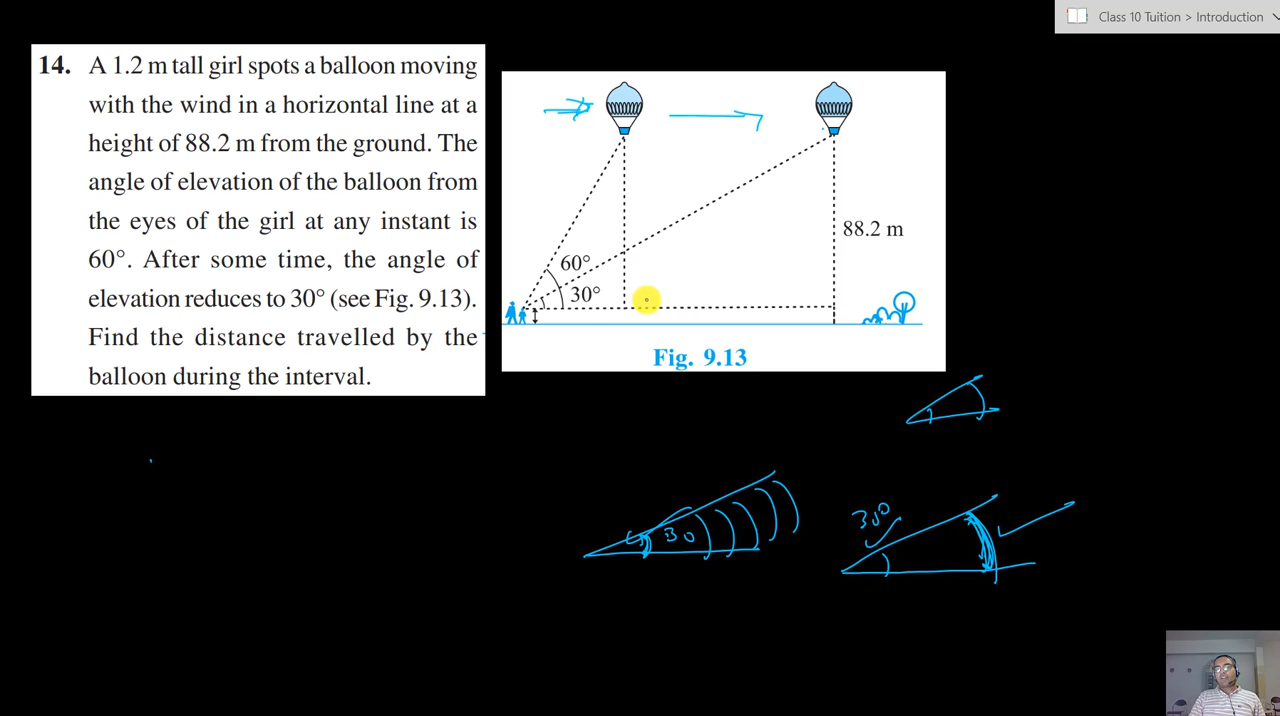 Class 10 Tuition > Introduction
14. A 1.2 m tall girl spots a balloon moving
with the wind in a horizontal line at a
height of 88.2 m from the ground. The
angle of elevation of the balloon from
the eyes of the girl at any instant is
60°. After some time, the angle of
elevation reduces to 30° (see Fig. 9.13).
Find the distance travelled by the
balloon during the interval.
88.2 m
60°
30°
Fig. 9.13
30
30°